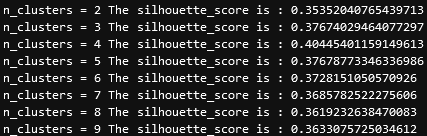 n_clusters = 2 The silhouette_score is : 0.35352040765439713
n_clusters = 3 The silhouette_score is : 0.37674029464077297
n_clusters = 4 The silhouette_score is : 0.40445401159149613
n_clusters = 5 The silhouette_score is : 0.37678773346336986
n_clusters = 6 The silhouette_score is : 0.3728151050570926
n_clusters = 7 The silhouette_score is : 0.36857825222275606
n_clusters = 8 The silhouette_score is : 0.3619232638470083
n_clusters = 9 The silhouette_score is : 0.3633075725034612